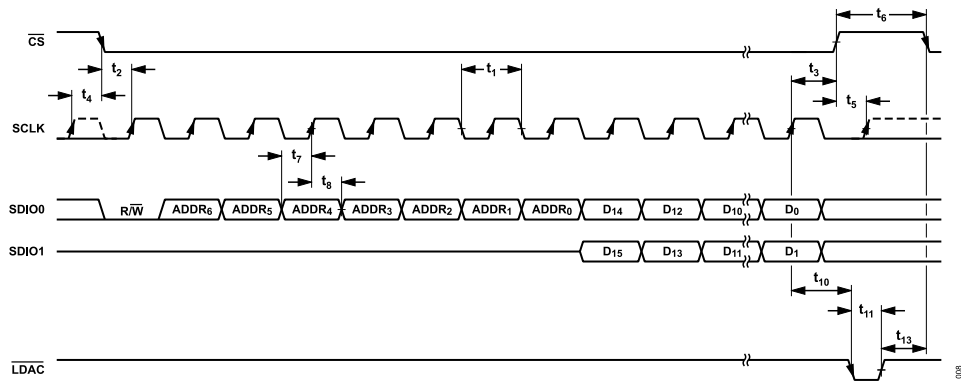 t6
CS
t2
t1
t3
t4
t5
SCLK
t7
t8
SDIO0
R/W
ADDR6
ADDR5
ADDR4
ADDR3
ADDR2
ADDR1
ADDR0
D14
D12
D10
D0
SDIO1
D15
D13
D11
D1
t10
t11
t13
LDAC
008